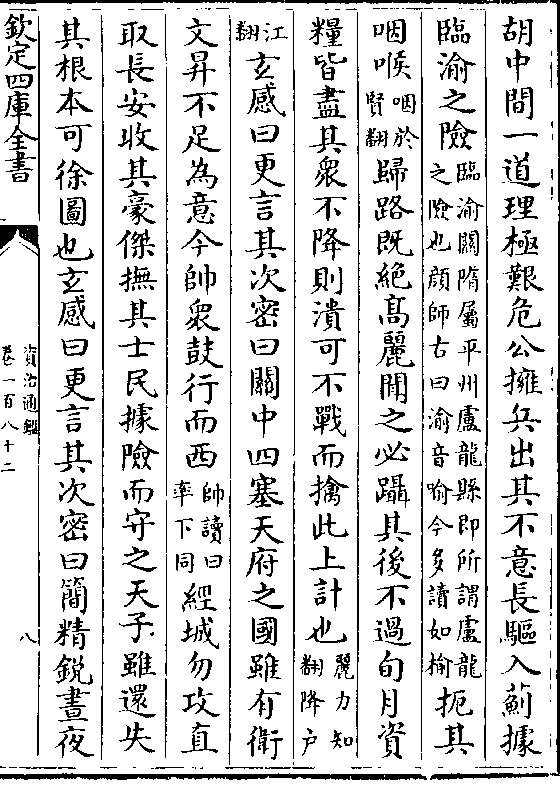 胡中間一道理極艱危公擁兵出其不意長驅入薊據
臨渝之險臨渝關隋屬平州盧龍縣即所謂盧龍之險也顔師古曰渝音喻今多讀如榆扼其
咽喉咽於賢翻歸路既絶髙麗聞之必躡其後不過旬月資
糧皆盡其衆不降則潰可不戰而擒此上計也麗力知翻降户
江翻玄感曰更言其次密曰關中四塞天府之國雖有衛
文昇不足為意今帥衆鼓行而西帥讀曰率下同經城勿攻直
取長安收其豪傑撫其士民據險而守之天子雖還失
其根本可徐圖也玄感曰更言其次密曰簡精鋭晝夜
欽定四庫全書
資治通鑑
卷一百八十二
八